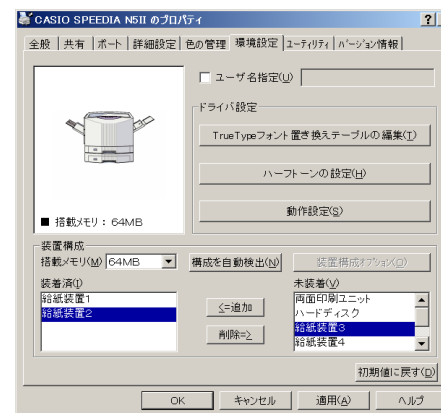 CASIO SPEEDIA N5II のプロパティ
全般 共有 ポート 詳細設定 色の管理 環境設定 ユーティリティ バージョン情報
ユーザ名指定(U)
ドライバ設定
TrueTypeフォント置き換えテーブルの編集(T)
ハーフトーンの設定(H)
動作設定(S)
■ 搭載メモリ： 64MB
装置構成
搭載メモリ(M) 64MB 構成を自動検出(N) 装置構成オプション(O)
装着済(I) 未装着(V)
給紙装置1
給紙装置2
<=追加
削除=>
両面印刷ユニット
ハードディスク
給紙装置3
給紙装置4
初期値に戻す(D)
OK キャンセル 適用(A) ヘルプ